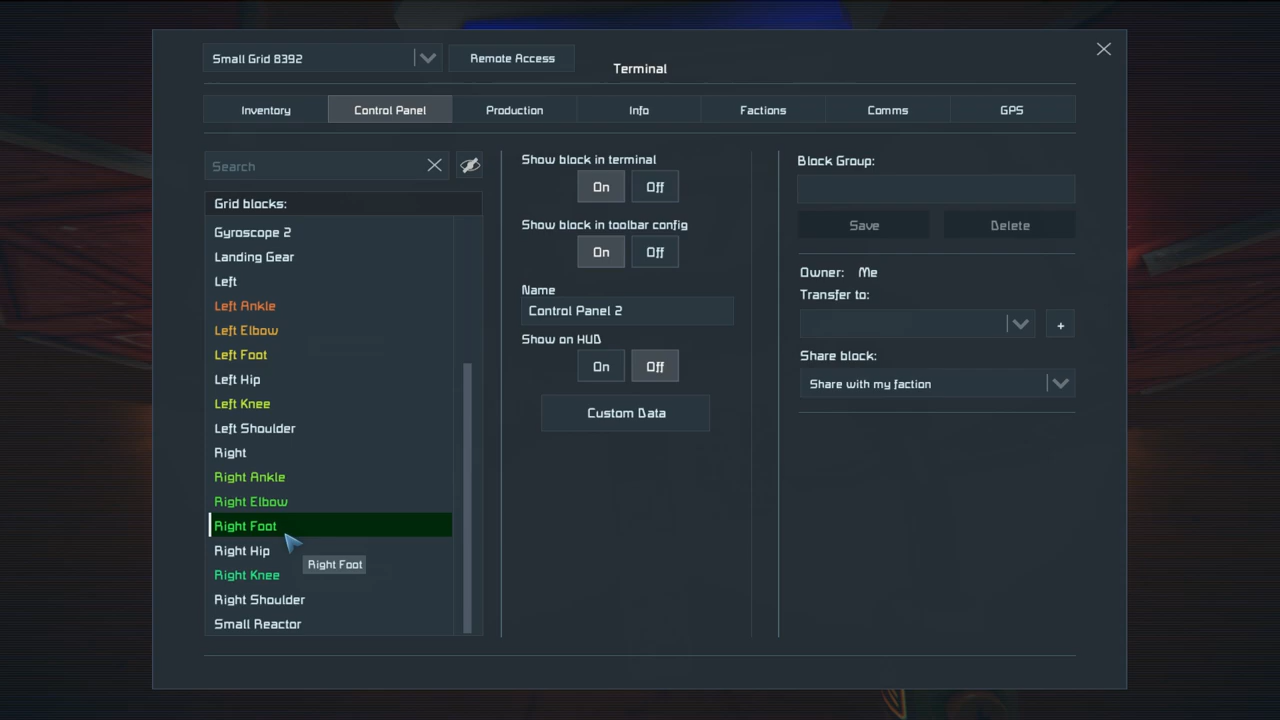 Small Grid 8392
Remote Access
Terminal
Inventory
Control Panel
Production
Info
Factions
Comms
GPS
Search
Grid blocks:
Gyroscope 2
Landing Gear
Left
Left Ankle
Left Elbow
Left Foot
Left Hip
Left Knee
Left Shoulder
Right
Right Ankle
Right Elbow
Right Foot
Right Hip
Right Foot
Right Knee
Right Shoulder
Small Reactor
Show block in terminal
On Off
Show block in toolbar config
On Off
Name
Control Panel 2
Show on HUD
On Off
Custom Data
Block Group:
Save Delete
Owner: Me
Transfer to:
+
Share block:
Share with my faction